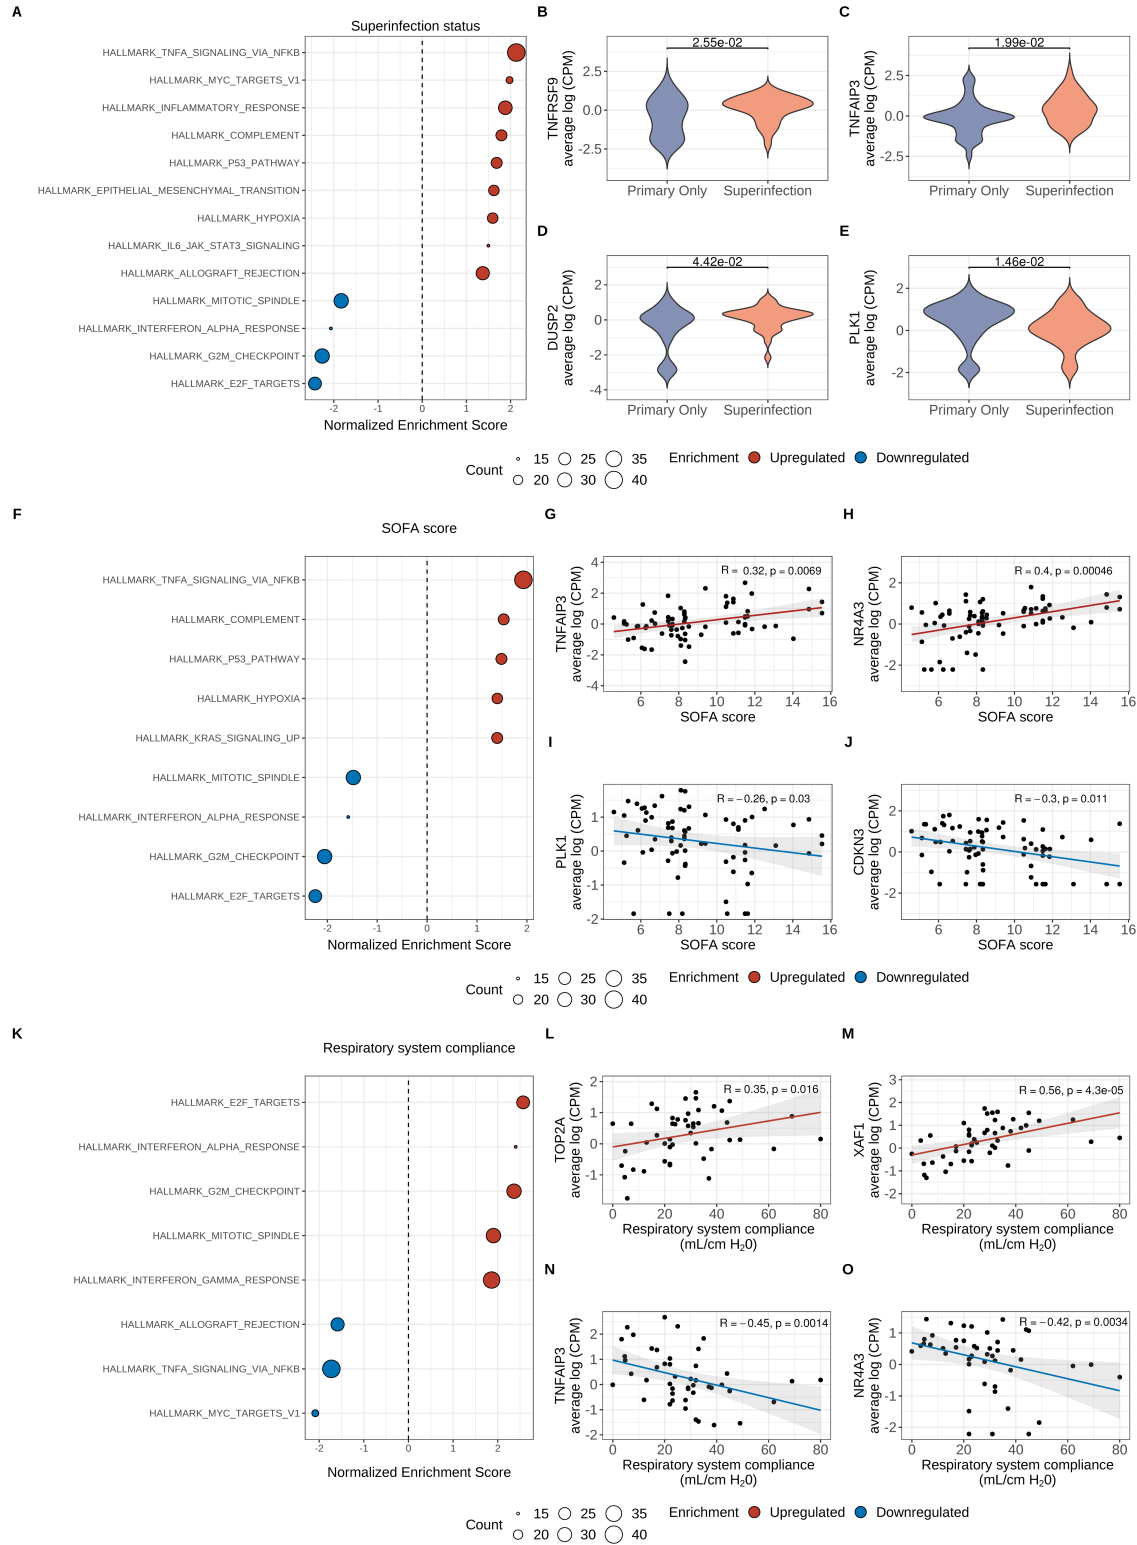 A
Superinfection status
HALLMARK_TNFA_SIGNALING_VIA_NFKB
HALLMARK_MYC_TARGETS_V1
HALLMARK_INFLAMMATORY_RESPONSE
HALLMARK_COMPLEMENT
HALLMARK_P53_PATHWAY
HALLMARK_EPITHELIAL_MESENCHYMAL_TRANSITION
HALLMARK_HYPOXIA
HALLMARK_IL6_JAK_STAT3_SIGNALING
HALLMARK_ALLOGRAFT_REJECTION
HALLMARK_MITOTIC_SPINDLE
HALLMARK_INTERFERON_ALPHA_RESPONSE
HALLMARK_G2M_CHECKPOINT
HALLMARK_E2F_TARGETS
-2 -1 0 1 2
Normalized Enrichment Score
B
TNFRSF9
average log (CPM)
2.55e-02
2.5
0.0
-2.5
Primary Only Superinfection
C
TNFAIP3
average log (CPM)
1.99e-02
2.5
0.0
-2.5
Primary Only Superinfection
D
DUSP2
average log (CPM)
4.42e-02
2
0
-2
-4
Primary Only Superinfection
E
PLK1
average log (CPM)
1.46e-02
2
0
-2
Primary Only Superinfection
Count 15 25 35 Enrichment Upregulated Downregulated
20 30 40
F
SOFA score
HALLMARK_TNFA_SIGNALING_VIA_NFKB
HALLMARK_COMPLEMENT
HALLMARK_P53_PATHWAY
HALLMARK_HYPOXIA
HALLMARK_KRAS_SIGNALING_UP
HALLMARK_MITOTIC_SPINDLE
HALLMARK_INTERFERON_ALPHA_RESPONSE
HALLMARK_G2M_CHECKPOINT
HALLMARK_E2F_TARGETS
-2 -1 0 1 2
Normalized Enrichment Score
G
TNFAIP3
average log (CPM)
R = 0.32, p = 0.0069
4
2
0
-2
-4
6 8 10 12 14 16
SOFA score
H
NR4A3
average log (CPM)
R = 0.4, p = 0.00046
2
0
-2
6 8 10 12 14 16
SOFA score
I
PLK1
average log (CPM)
R = −0.26, p = 0.03
1
0
-1
-2
6 8 10 12 14 16
SOFA score
J
CDKN3
average log (CPM)
R = −0.3, p = 0.011
2
0
-2
6 8 10 12 14 16
SOFA score
Count 15 25 35 Enrichment Upregulated Downregulated
20 30 40
K
Respiratory system compliance
HALLMARK_E2F_TARGETS
HALLMARK_INTERFERON_ALPHA_RESPONSE
HALLMARK_G2M_CHECKPOINT
HALLMARK_MITOTIC_SPINDLE
HALLMARK_INTERFERON_GAMMA_RESPONSE
HALLMARK_ALLOGRAFT_REJECTION
HALLMARK_TNFA_SIGNALING_VIA_NFKB
HALLMARK_MYC_TARGETS_V1
-2 -1 0 1 2
Normalized Enrichment Score
L
TOP2A
average log (CPM)
R = 0.35, p = 0.016
2
1
0
-1
0 20 40 60 80
Respiratory system compliance
(mL/cm H₂0)
M
XAF1
average log (CPM)
R = 0.56, p = 4.3e-05
3
2
1
0
-1
-2
0 20 40 60 80
Respiratory system compliance
(mL/cm H₂0)
N
TNFAIP3
average log (CPM)
R = −0.45, p = 0.0014
2
1
0
-1
-2
0 20 40 60 80
Respiratory system compliance
(mL/cm H₂0)
O
NR4A3
average log (CPM)
R = −0.42, p = 0.0034
1
0
-1
-2
0 20 40 60 80
Respiratory system compliance
(mL/cm H₂0)
Count 15 25 35 Enrichment Upregulated Downregulated
20 30 40